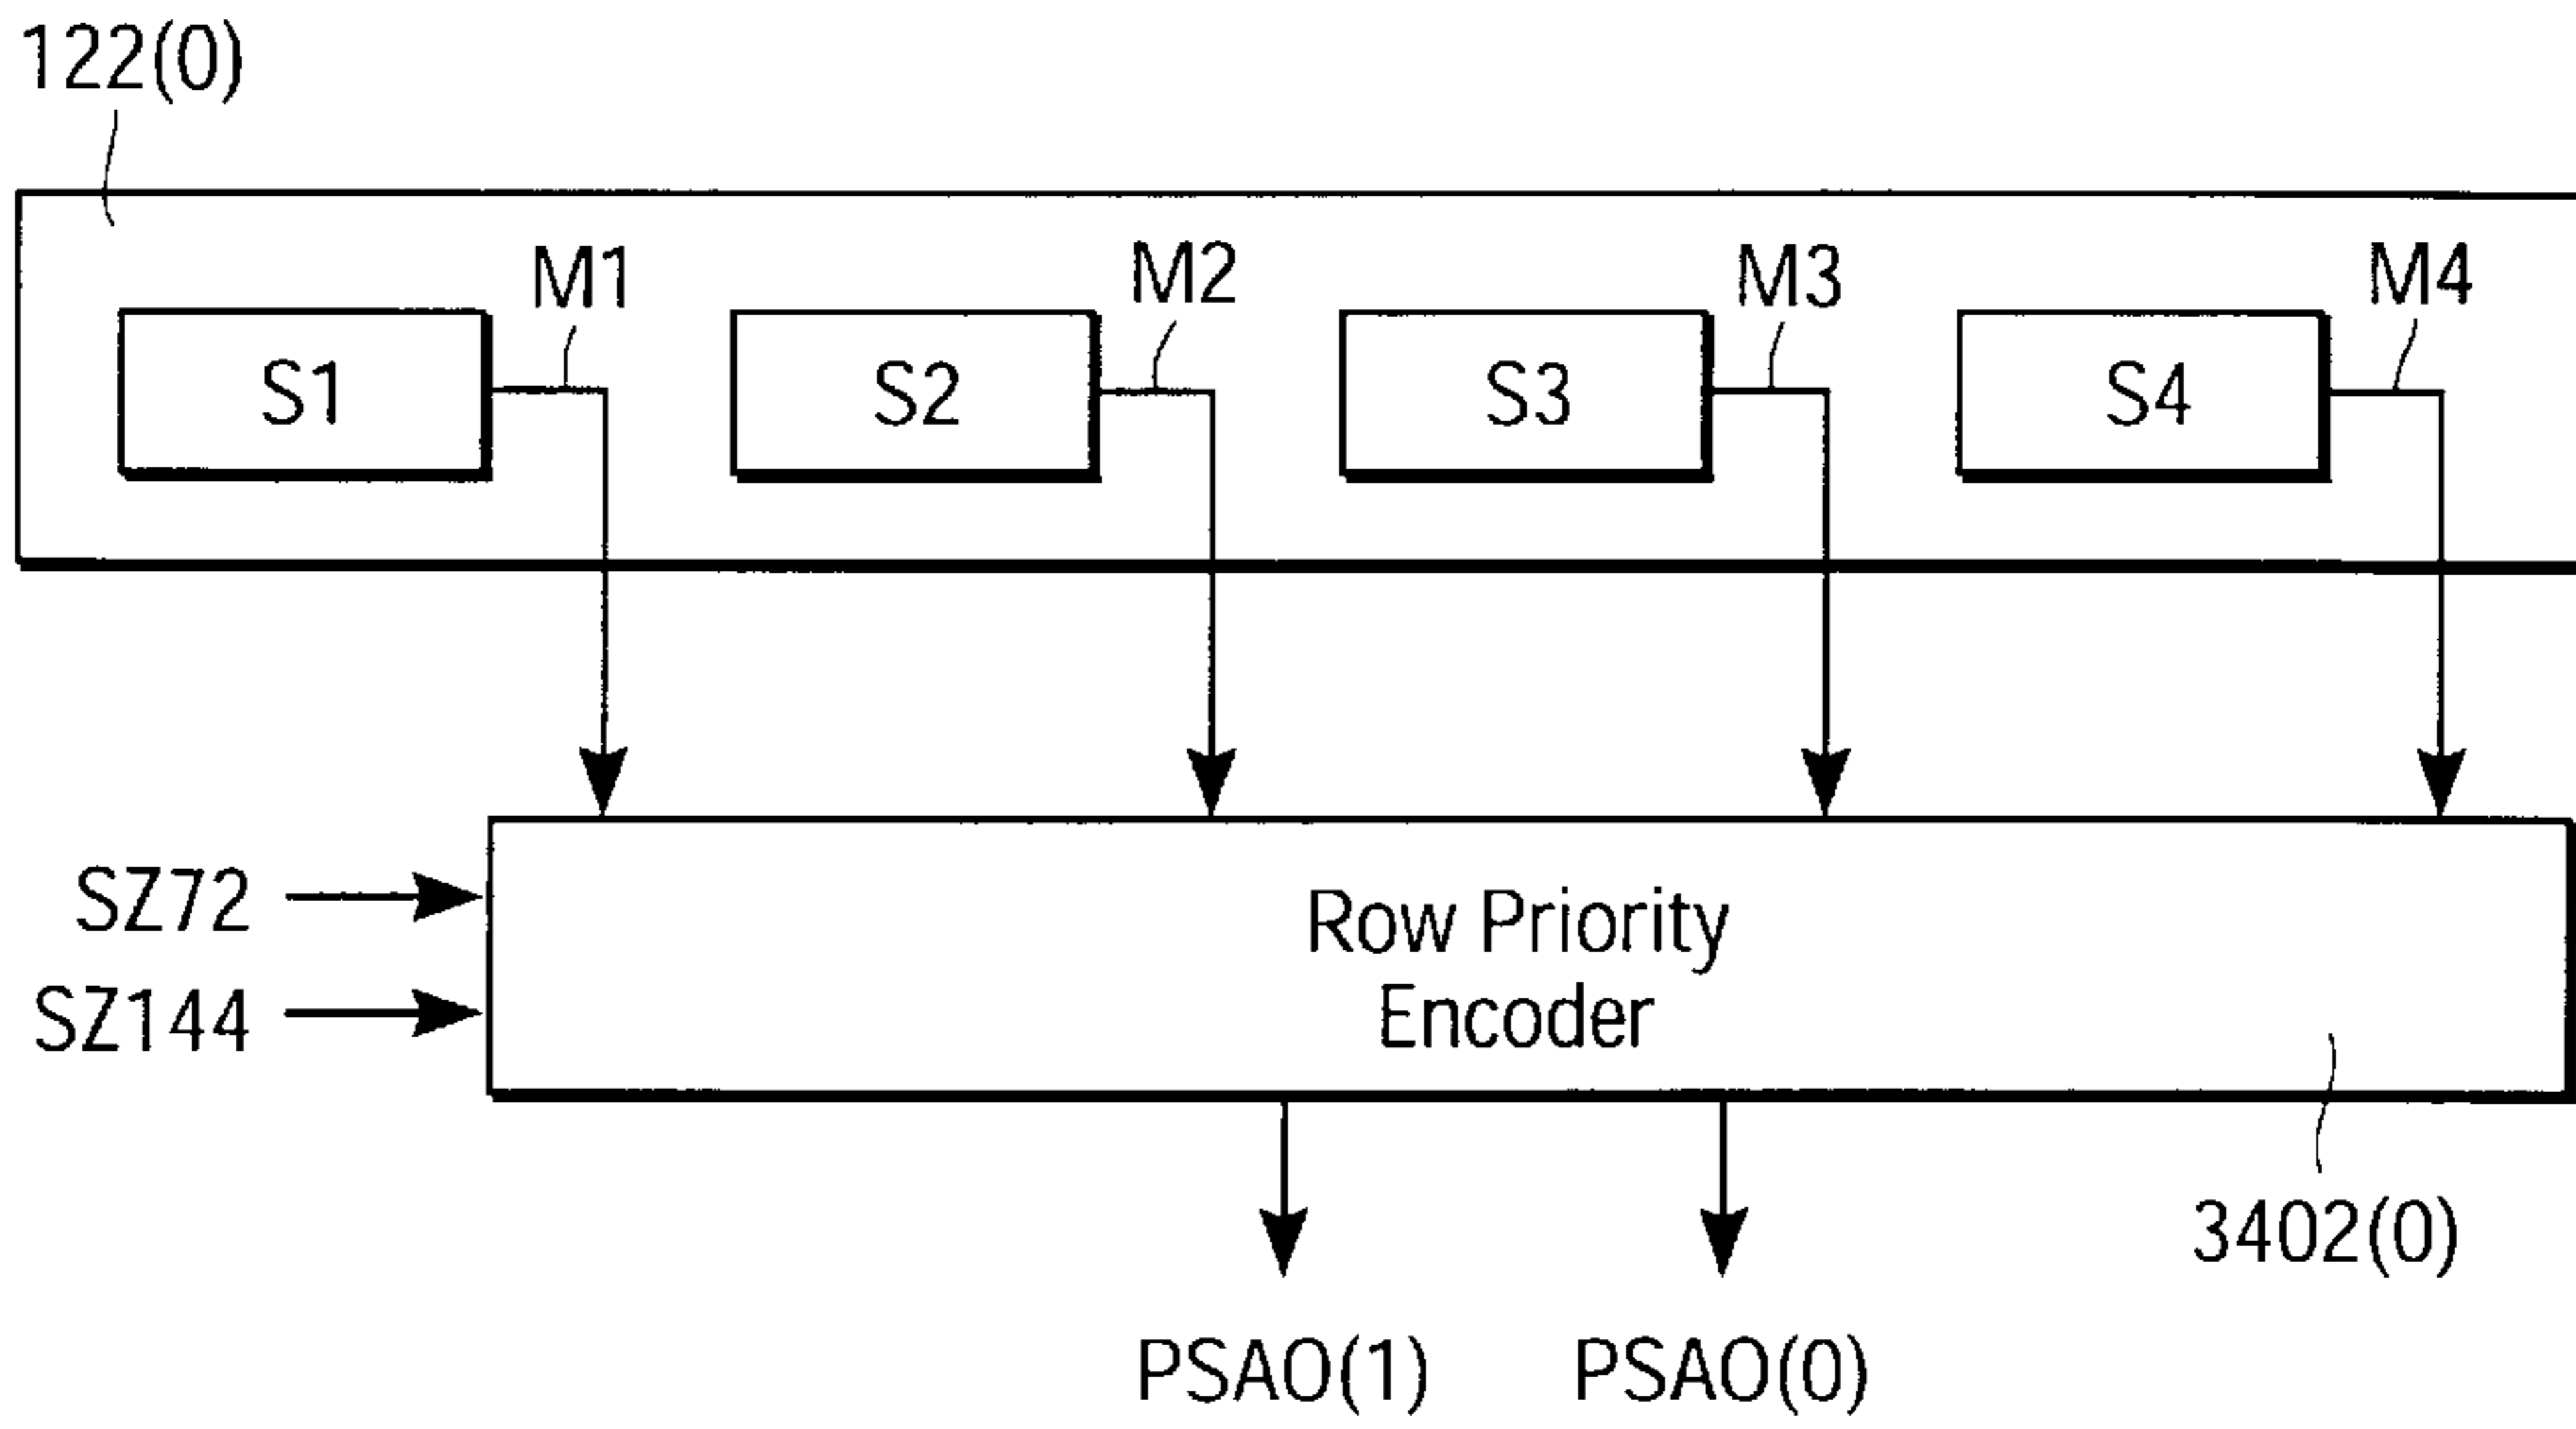 122(0)
M1 M2 M3 M4
S1 S2 S3 S4
SZ72
SZ144
Row Priority
Encoder
3402(0)
PSAO(1) PSAO(0)